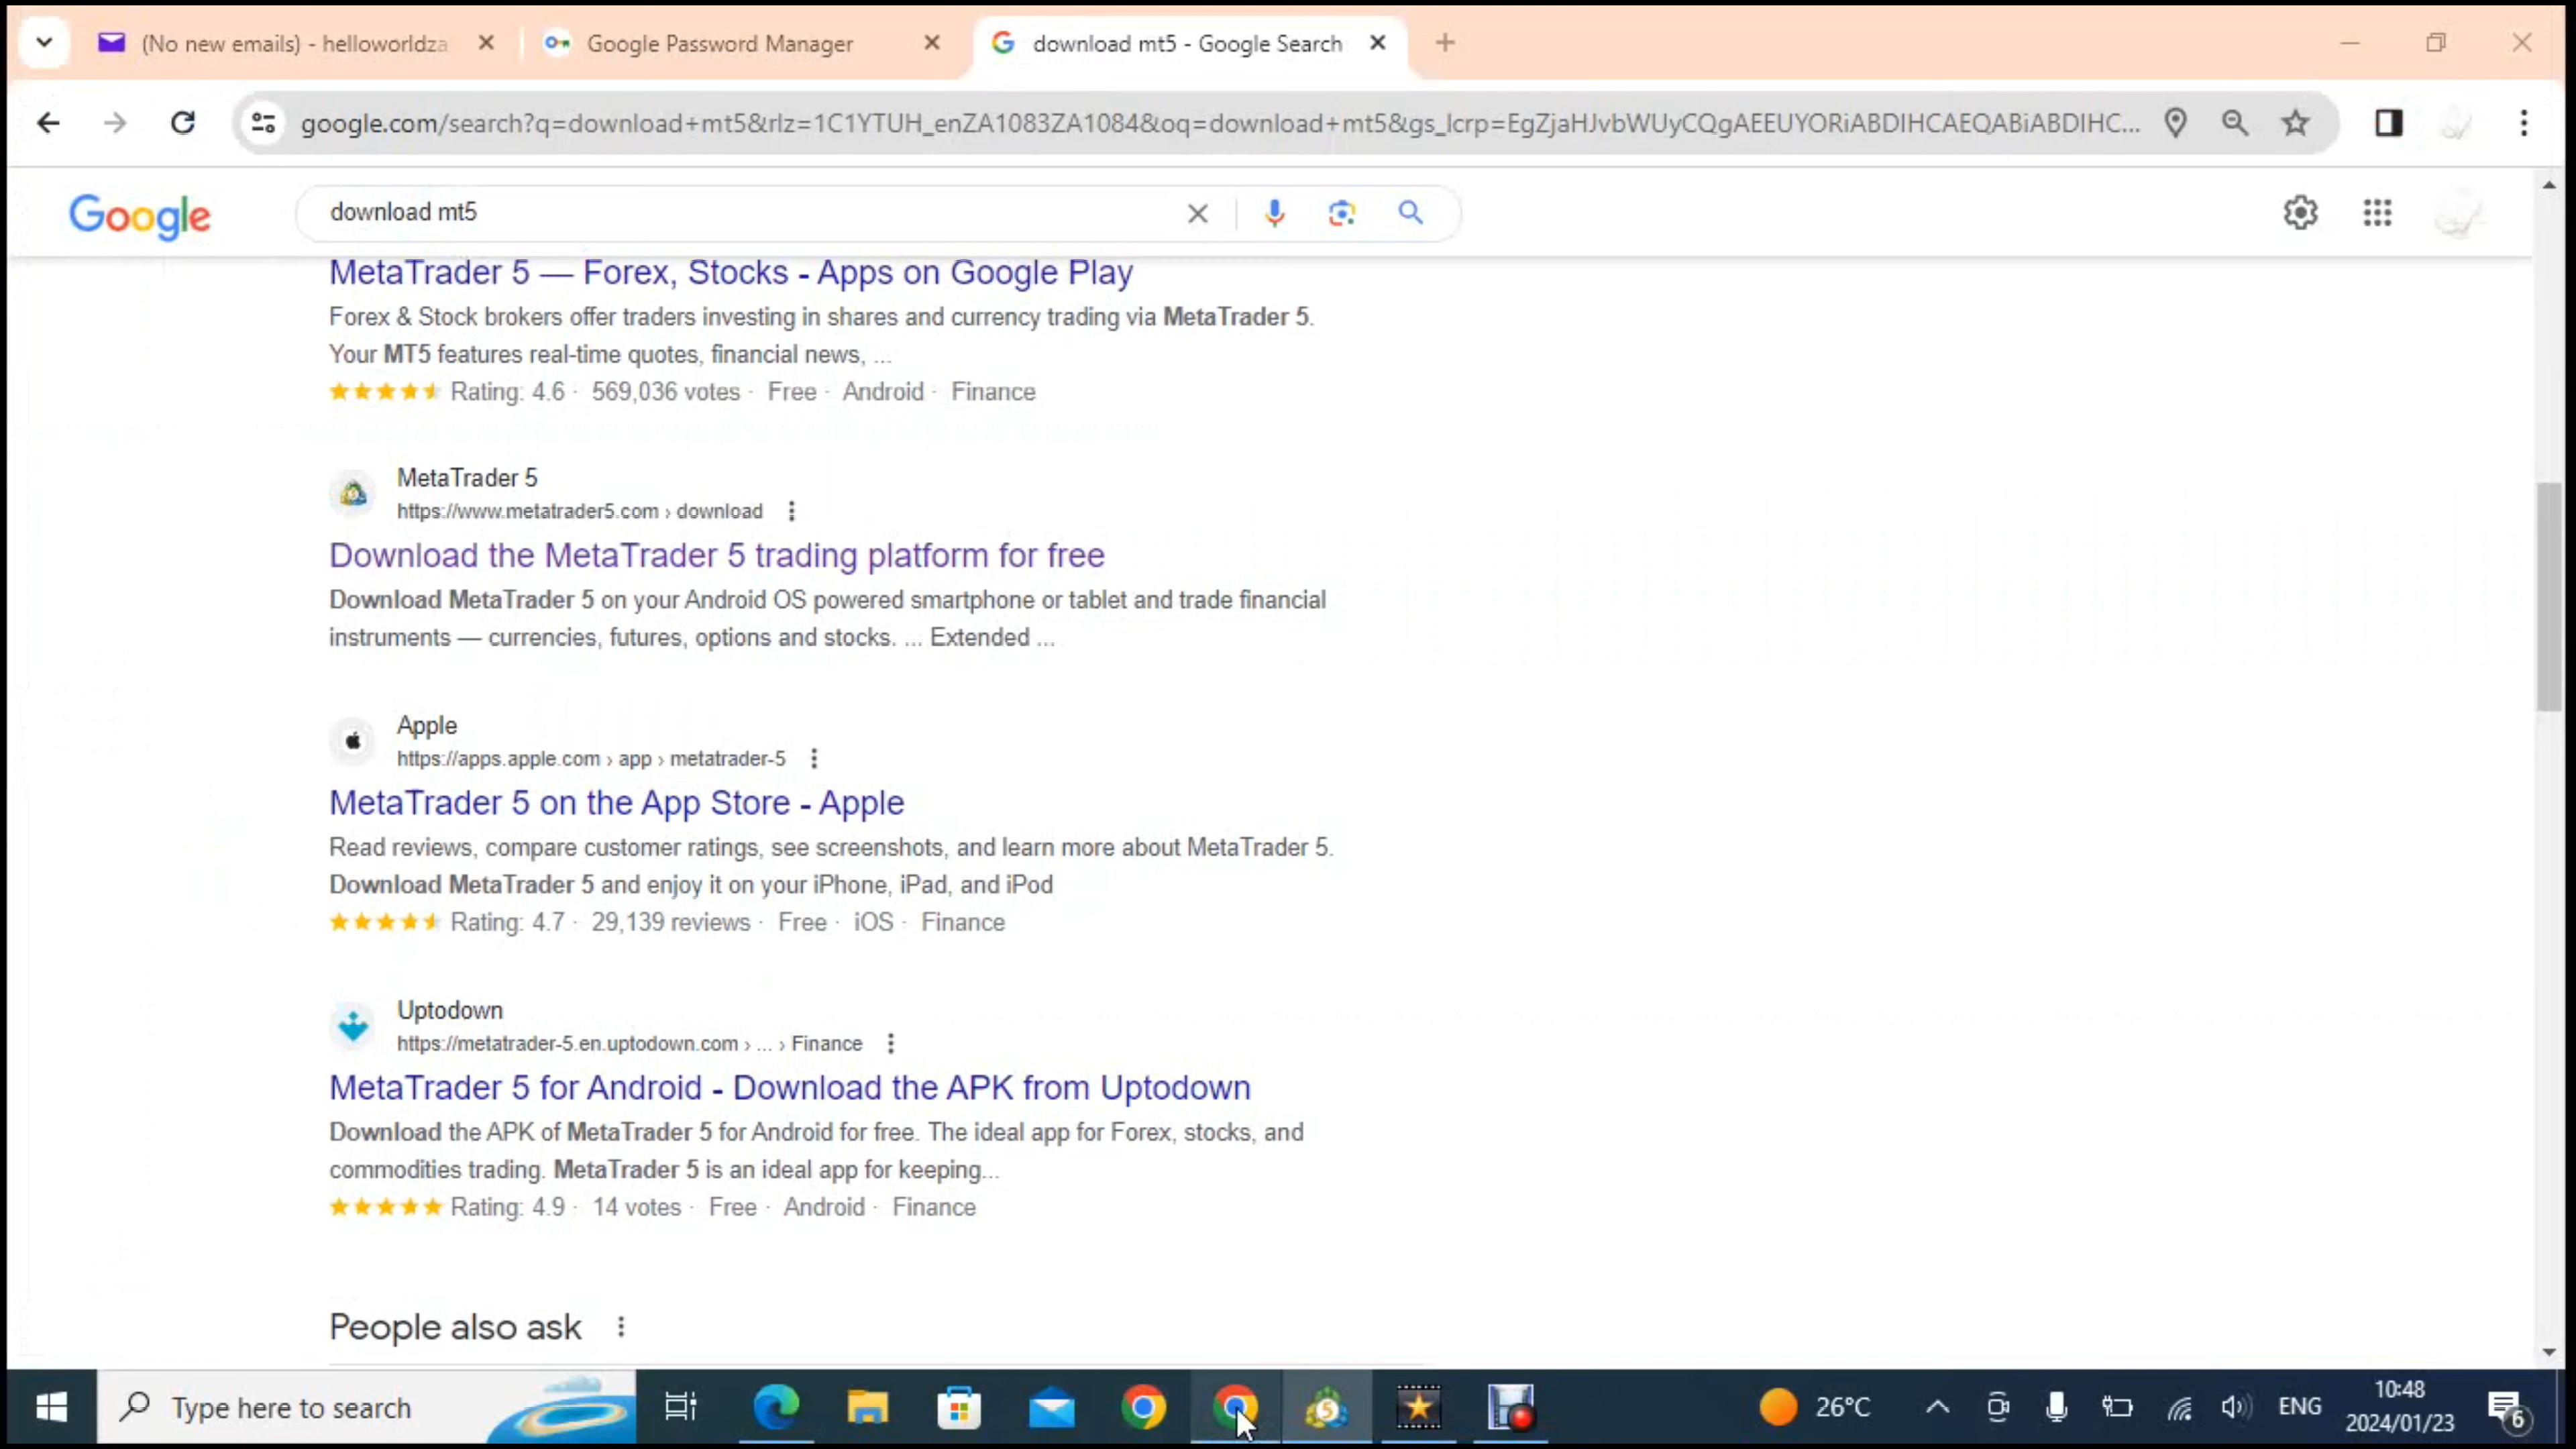 (No new emails) - helloworldza
Google Password Manager
download mt5 - Google Search
google.com/search?q=download+mt5&rlz=1C1YTUH_enZA1083ZA1084&oq=download+mt5&gs_lcrp=EgZjaHJvbWUyCQgAEEUYORiABDIHCAEQABiABDIHC...
Google
download mt5
MetaTrader 5 — Forex, Stocks - Apps on Google Play
Forex & Stock brokers offer traders investing in shares and currency trading via MetaTrader 5.
Your MT5 features real-time quotes, financial news, ...
Rating: 4.6 · 569,036 votes · Free · Android · Finance
MetaTrader 5
https://www.metatrader5.com › download
Download the MetaTrader 5 trading platform for free
Download MetaTrader 5 on your Android OS powered smartphone or tablet and trade financial
instruments — currencies, futures, options and stocks. ... Extended ...
Apple
https://apps.apple.com › app › metatrader-5
MetaTrader 5 on the App Store - Apple
Read reviews, compare customer ratings, see screenshots, and learn more about MetaTrader 5.
Download MetaTrader 5 and enjoy it on your iPhone, iPad, and iPod
Rating: 4.7 · 29,139 reviews · Free · iOS · Finance
Uptodown
https://metatrader-5.en.uptodown.com › ... › Finance
MetaTrader 5 for Android - Download the APK from Uptodown
Download the APK of MetaTrader 5 for Android for free. The ideal app for Forex, stocks, and
commodities trading. MetaTrader 5 is an ideal app for keeping...
Rating: 4.9 · 14 votes · Free · Android · Finance
People also ask
Type here to search
5
26°C
ENG
10:48
2024/01/23
6